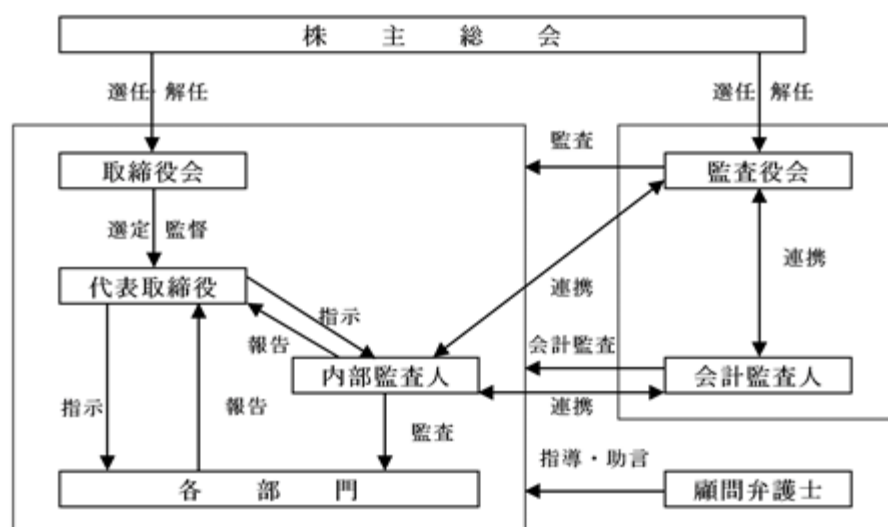 株主総会
選任・解任
選任 解任
取締役会
監査
監査役会
選定 監督
連携
代表取締役
指示
連携
報告
会計監査
内部監査人
会計監査人
指示
報告
連携
監査
指導・助言
各部門
顧問弁護士